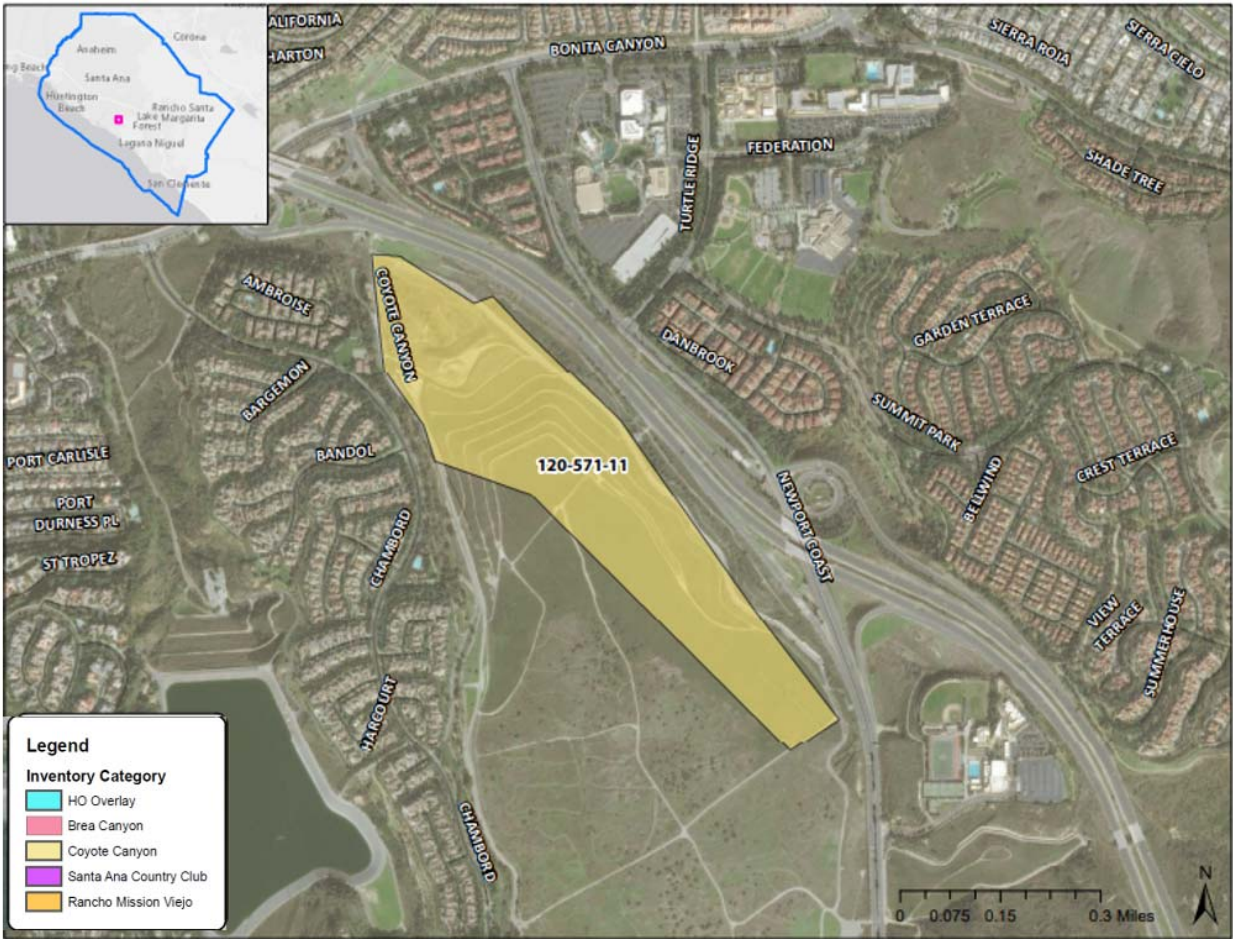 ALIFORNIA
HARTON
BONITA CANYON
SIERRA ROJA
SIERRA CIELO
Anaheim
Corona
ng Beach
Santa Ana
Huntington
Beach
Rancho Santa
Lake Margarita
Forest
Laguna Niguel
San Clemente
FEDERATION
TURTLE RIDGE
SHADE TREE
AMBROISE
COYOTE CANYON
GARDEN TERRACE
DANBROOK
BARGEMON
SUMMIT PARK
PORT CARLISLE
BANDOL
120-571-11
CREST TERRACE
BELLWIND
PORT
DURNESS PL
NEWPORT COAST
ST TROPEZ
CHAMBORD
VIEW
TERRACE
SUMMERHOUSE
HARCOURT
CHAMBORD
Legend
Inventory Category
HO Overlay
Brea Canyon
Coyote Canyon
Santa Ana Country Club
Rancho Mission Viejo
N
0 0.075 0.15 0.3 Miles